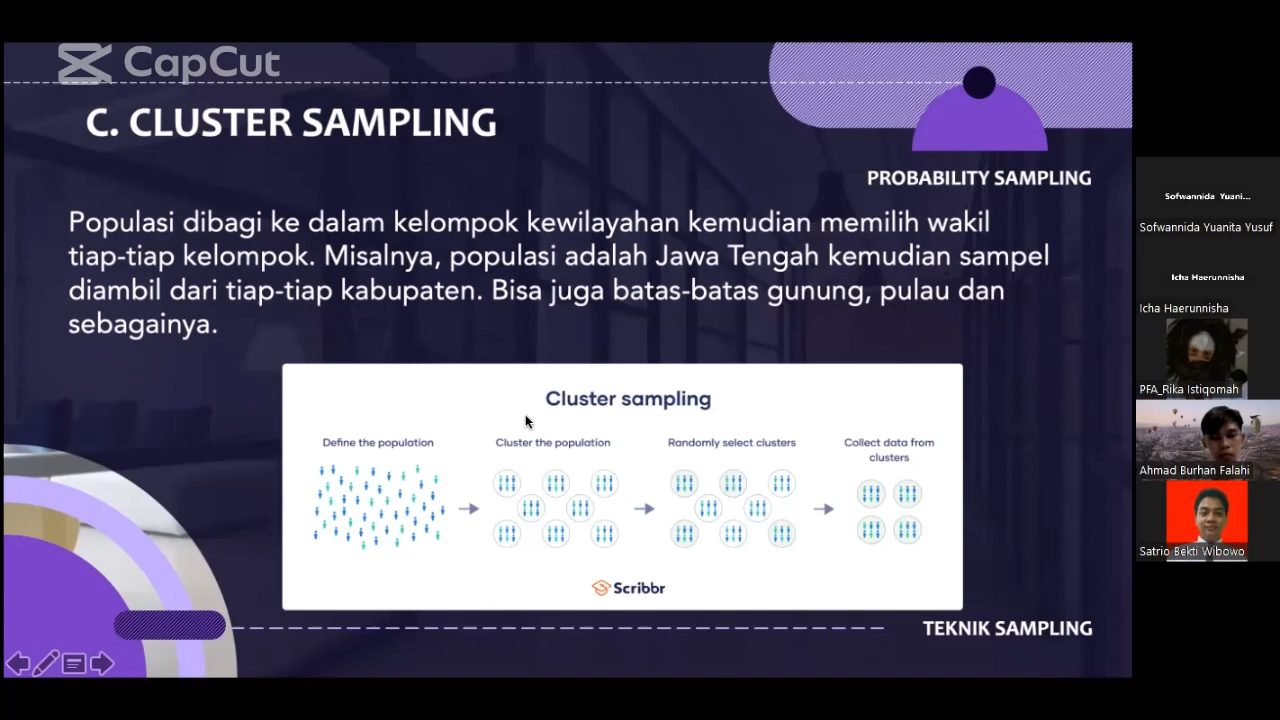 CapCut
C. CLUSTER SAMPLING
PROBABILITY SAMPLING
Populasi dibagi ke dalam kelompok kewilayahan kemudian memilih wakil
tiap-tiap kelompok. Misalnya, populasi adalah Jawa Tengah kemudian sampel
diambil dari tiap-tiap kabupaten. Bisa juga batas-batas gunung, pulau dan
sebagainya.
Cluster sampling
Define the population
Cluster the population
Randomly select clusters
Collect data from
clusters
Scribbr
TEKNIK SAMPLING
Sofwannida Yuani...
Sofwannida Yuanita Yusuf
Icha Haerunnisha
Icha Haerunnisha
PFA_Rika Istiqomah
Ahmad Burhan Falahi
Satrio Bekti Wibowo